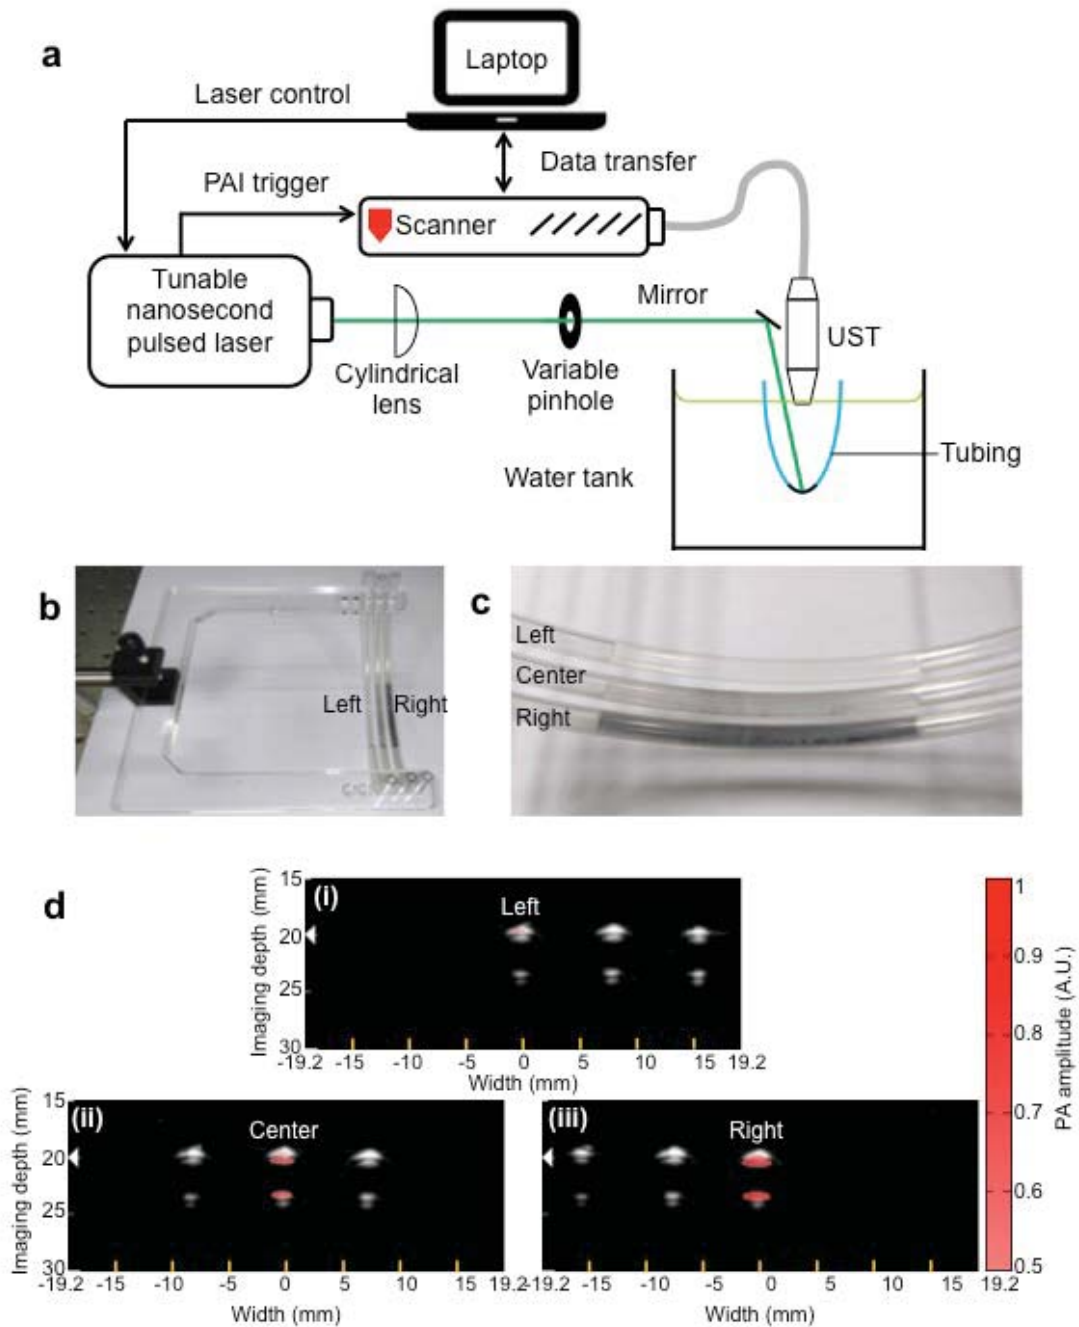 a
Laptop
Laser control
Data transfer
PAI trigger
Scanner
Tunable
nanosecond
pulsed laser
Mirror
UST
Cylindrical
lens
Variable
pinhole
Water tank
Tubing
b
Left Right
c
Left
Center
Right
d
(i)
Left
Imaging depth (mm)
15
20
25
30
-19.2 -15 -10 -5 0 5 10 15 19.2
Width (mm)
(ii)
Center
Imaging depth (mm)
15
20
25
30
-19.2 -15 -10 -5 0 5 10 15 19.2
Width (mm)
(iii)
Right
-19.2 -15 -10 -5 0 5 10 15 19.2
Width (mm)
1
0.9
0.8
0.7
0.6
0.5
PA amplitude (A.U.)